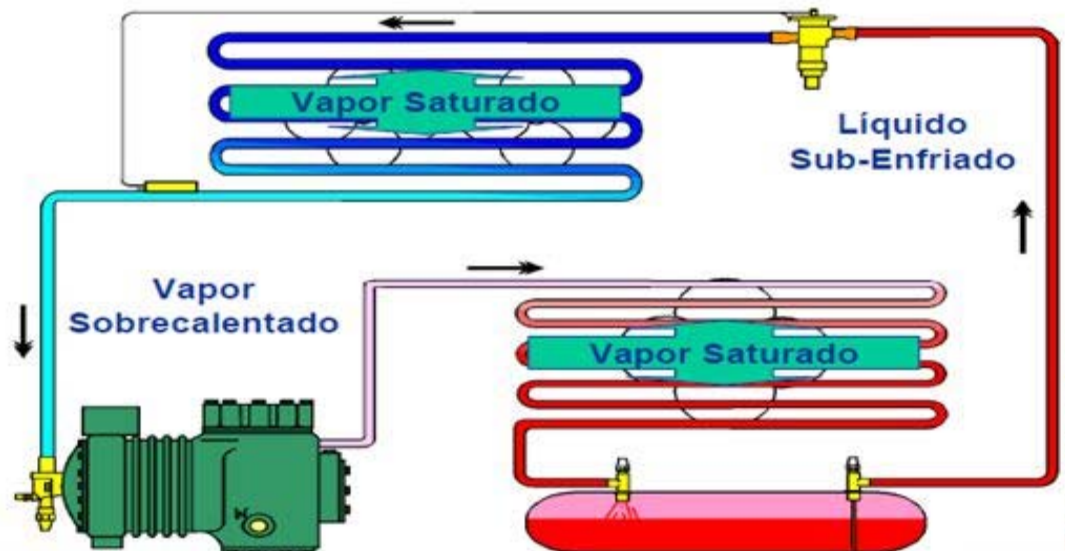 Vapor Saturado
Líquido
Sub-Enfriado
Vapor
Sobrecalentado
Vapor Saturado